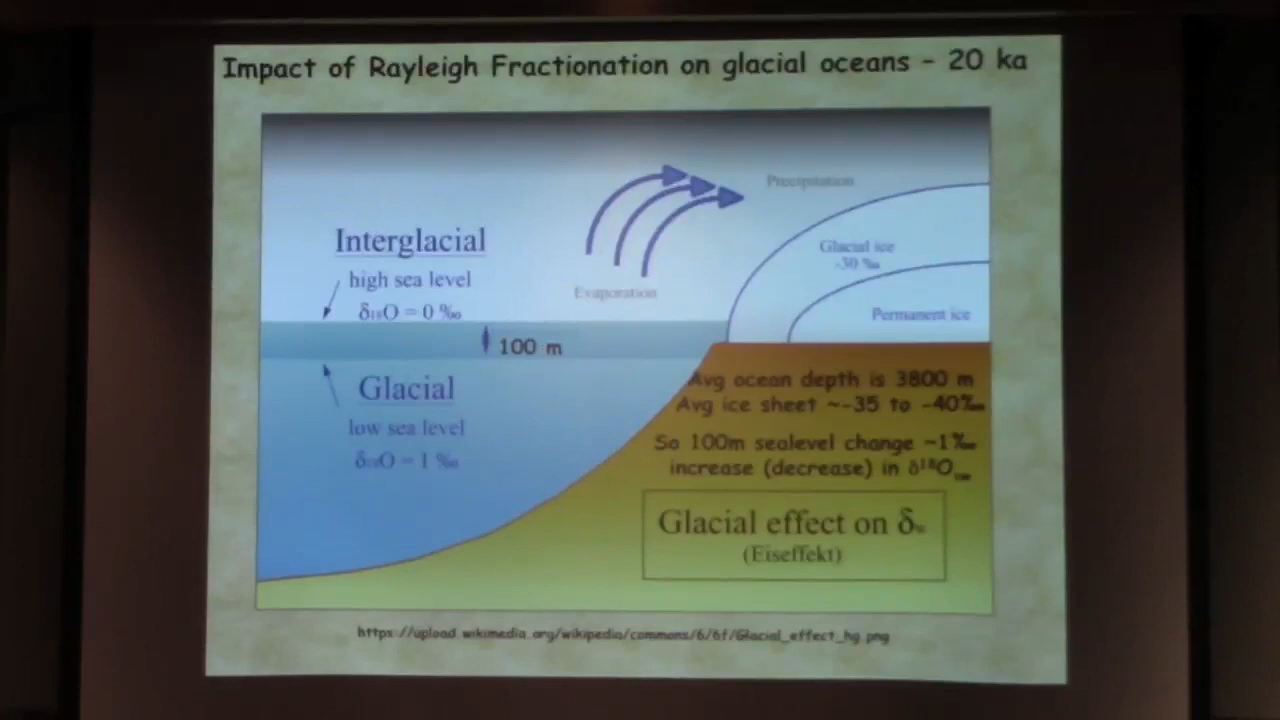 Impact of Rayleigh Fractionation on glacial oceans - 20 ka
Precipitation
Interglacial
high sea level
δ18O = 0 ‰
Evaporation
Glacial ice
-30 ‰
Permanent ice
100 m
Glacial
low sea level
δ18O = 1 ‰
Avg ocean depth is 3800 m
Avg ice sheet ~-35 to -40‰
So 100m sealevel change ~1‰
increase (decrease) in δ¹⁸Osw
Glacial effect on δw
(Eiseffekt)
https://upload.wikimedia.org/wikipedia/commons/6/6f/Glacial_effect_hg.png